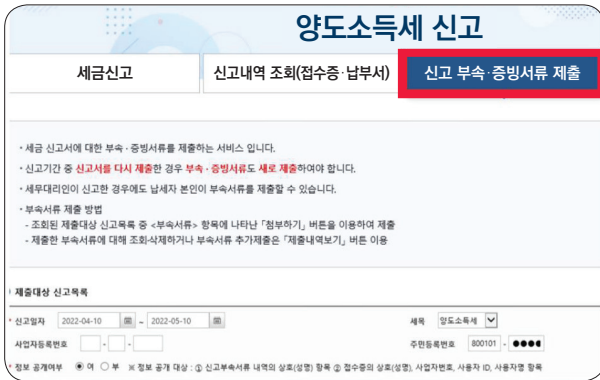 양도소득세 신고
세금신고 신고내역 조회(접수증·납부서) 신고 부속·증빙서류 제출
• 세금 신고서에 대한 부속·증빙서류를 제출하는 서비스 입니다.
• 신고기간 중 신고서를 다시 제출한 경우 부속·증빙서류도 새로 제출하여야 합니다.
• 세무대리인이 신고한 경우에도 납세자 본인이 부속서류를 제출할 수 있습니다.
• 부속서류 제출 방법
- 조회된 제출대상 신고목록 중 <부속서류> 항목에 나타난 「첨부하기」 버튼을 이용하여 제출
- 제출한 부속서류에 대해 조회·삭제하거나 부속서류 추가제출은 「제출내역보기」 버튼 이용
제출대상 신고목록
* 신고일자 2022-04-10 ~ 2022-05-10 세목 양도소득세
사업자등록번호 - - 주민등록번호 800101 - ●●●●
* 정보 공개여부 여 부 ※ 정보 공개 대상 : ① 신고부속서류 내역의 상호(성명) 항목 ② 접수증의 상호(성명), 사업자번호, 사용자 ID, 사용자명 항목